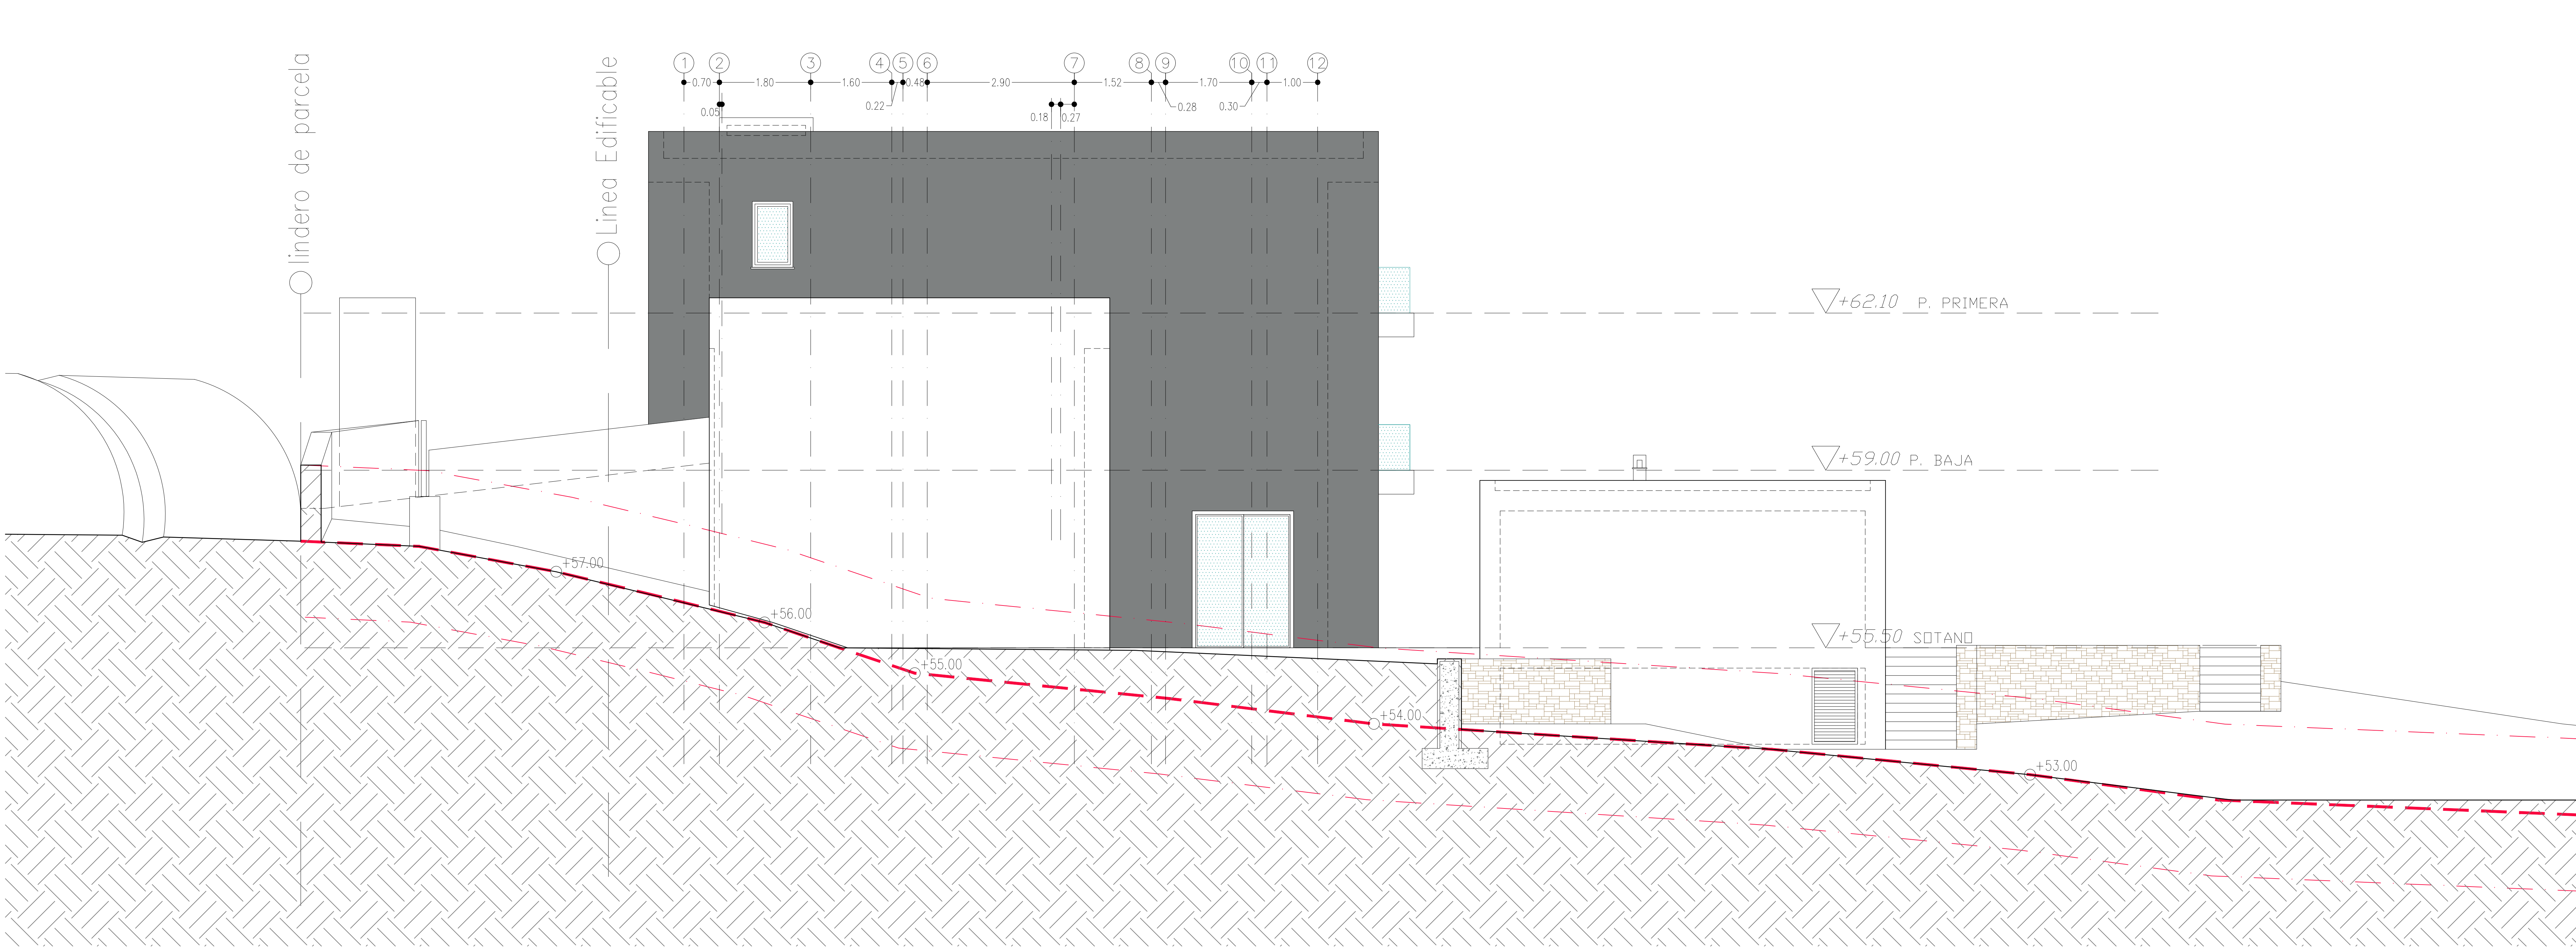 lindero de parcela
Linea Edificable
1 2 3 4 5 6 7 8 9 10 11 12
0.70 1.80 1.60 0.48 2.90 1.52 1.70 1.00
0.22 0.28 0.30
0.05 0.18 0.27
+62.10 P. PRIMERA
+59.00 P. BAJA
+57.00
+56.00
+55.50 SOTANO
+55.00
+54.00
+53.00